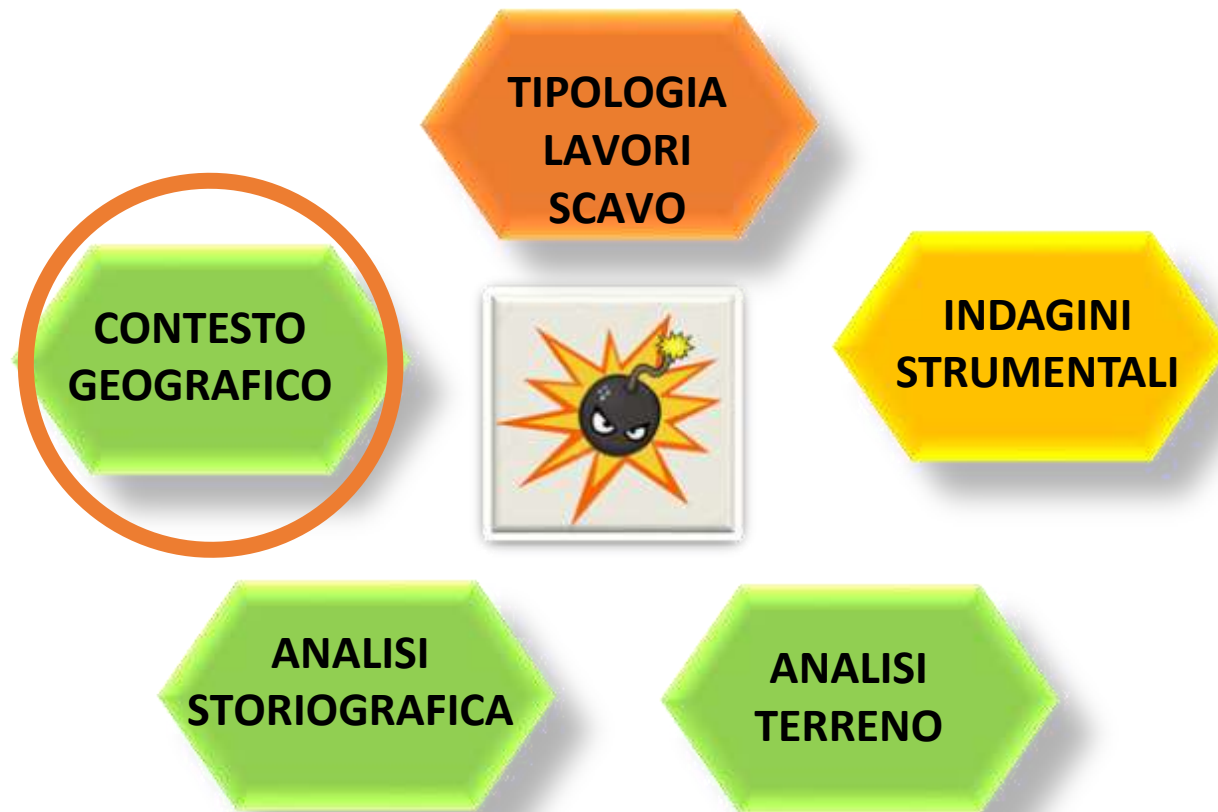 TIPOLOGIA
LAVORI
SCAVO
CONTESTO
GEOGRAFICO
INDAGINI
STRUMENTALI
ANALISI
STORIOGRAFICA
ANALISI
TERRENO